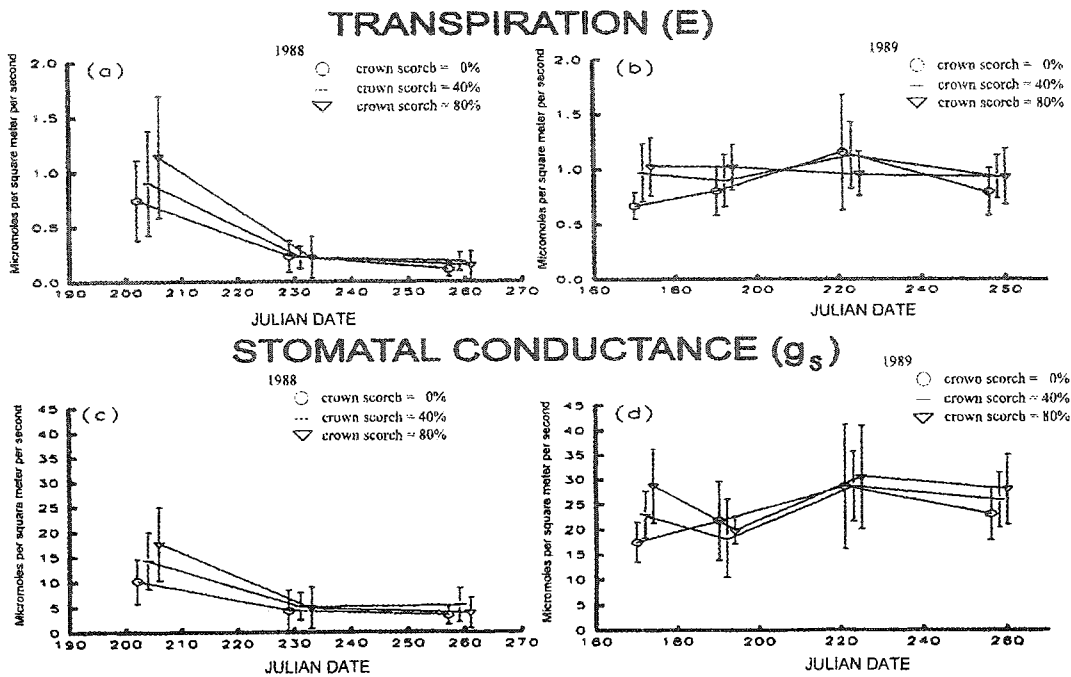 TRANSPIRATION (E)
Micromoles per square meter per second
(a)
1988
crown scorch = 0%
crown scorch = 40%
crown scorch = 80%
2.0
1.5
1.0
0.5
0.0
190 200 210 220 230 240 250 260 270
JULIAN DATE
Micromoles per square meter per second
(b)
1989
crown scorch = 0%
crown scorch = 40%
crown scorch = 80%
2.0
1.5
1.0
0.5
0.0
160 180 200 220 240 260
JULIAN DATE
STOMATAL CONDUCTANCE (gs)
Micromoles per square meter per second
(c)
1988
crown scorch = 0%
crown scorch = 40%
crown scorch = 80%
45
40
35
30
25
20
15
10
5
0
190 200 210 220 230 240 250 260 270
JULIAN DATE
Micromoles per square meter per second
(d)
1989
crown scorch = 0%
crown scorch = 40%
crown scorch = 80%
45
40
35
30
25
20
15
10
5
0
160 180 200 220 240 260
JULIAN DATE